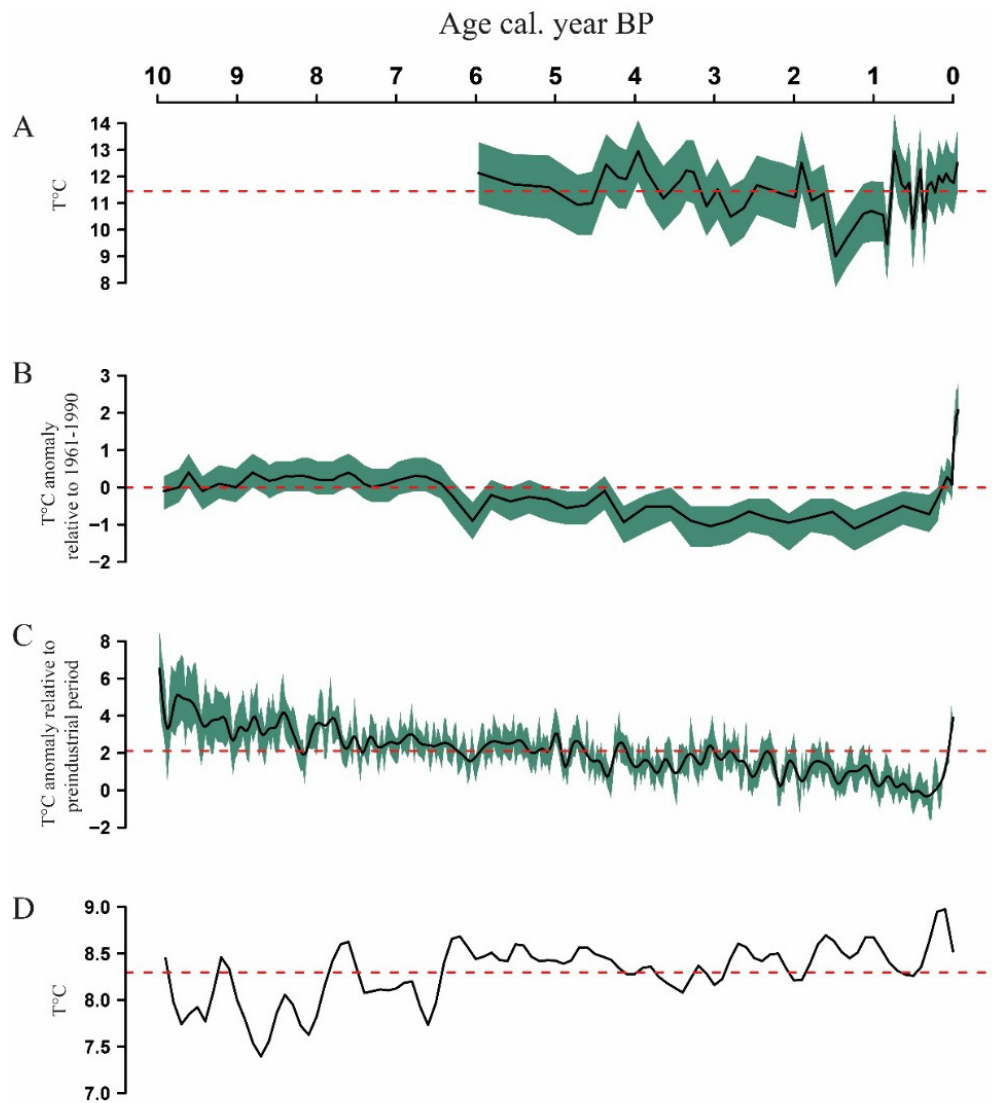 Age cal. year BP
10 9 8 7 6 5 4 3 2 1 0
A
T°C
14
13
12
11
10
9
8
B
T°C anomaly
relative to 1961-1990
3
2
1
0
−1
−2
C
T°C anomaly relative to
preindustrial period
8
6
4
2
0
−2
D
T°C
9.0
8.5
8.0
7.5
7.0